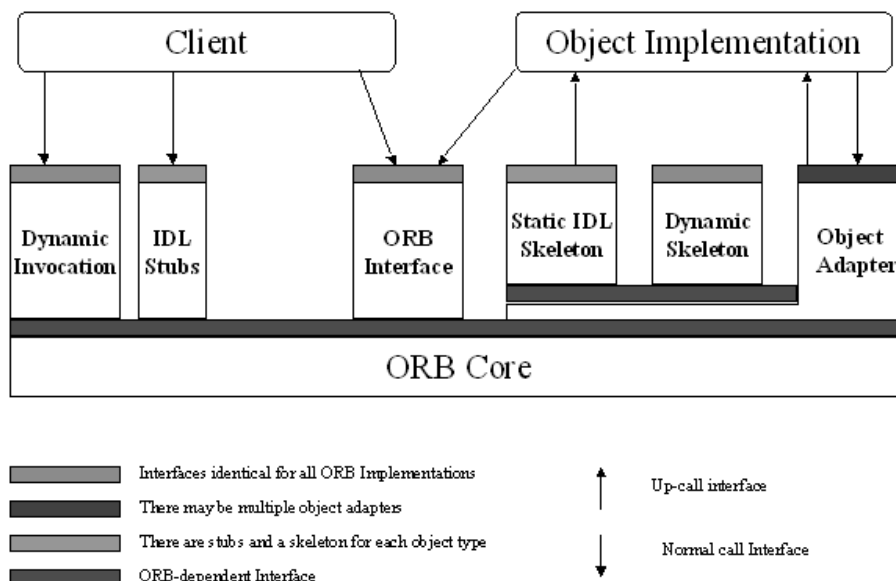 Client
Object Implementation
Dynamic
Invocation
IDL
Stubs
ORB
Interface
Static IDL
Skeleton
Dynamic
Skeleton
Object
Adapter
ORB Core
Interfaces identical for all ORB Implementations
There may be multiple object adapters
There are stubs and a skeleton for each object type
ORB-dependent Interface
Up-call interface
Normal call Interface